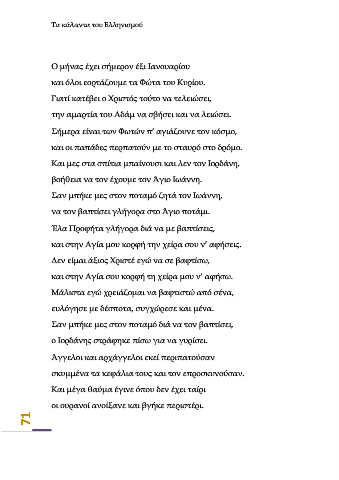 Τα κάλαντα του Ελληνισμού
Ο μήνας έχει σήμερον έξι Ιανουαρίου
και όλοι εορτάζουμε τα Φώτα του Κυρίου.
Γιατί κατέβει ο Χριστός τούτο να τελειώσει,
την αμαρτία του Αδάμ να σβήσει και να λειώσει.
Σήμερα είναι των Φωτών π' αγιάζουνε τον κόσμο,
και οι παπάδες περπατούν με το σταυρό στο δρόμο.
Και μες στα σπίτια μπαίνουσι και λεν τον Ιορδάνη,
βοήθεια να τον έχουμε τον Άγιο Ιωάννη.
Σαν μπήκε μες στον ποταμό ζητά τον Ιωάννη,
να τον βαπτίσει γλήγορα στο Άγιο ποτάμι.
Έλα Προφήτα γλήγορα διά να με βαπτίσεις,
και στην Αγία μου κορφή την χείρα σου ν' αφήσεις.
Δεν είμαι άξιος Χριστέ εγώ να σε βαφτίσω,
και στην Αγία σου κορφή τη χείρα μου ν' αφήσω.
Μάλιστα εγώ χρειάζομαι να βαφτιστώ από σένα,
ευλόγησε με δέσποτα, συγχώρεσε και μένα.
Σαν μπήκε μες στον ποταμό διά να τον βαπτίσει,
ο Ιορδάνης στράφηκε πίσω για να γυρίσει.
Άγγελοι και αρχάγγελοι εκεί περιπατούσαν
σκυμμένα τα κεφάλια τους και τον επροσκυνούσαν.
Και μέγα θαύμα έγινε όπου δεν έχει ταίρι
οι ουρανοί ανοίξανε και βγήκε περιστέρι.
71